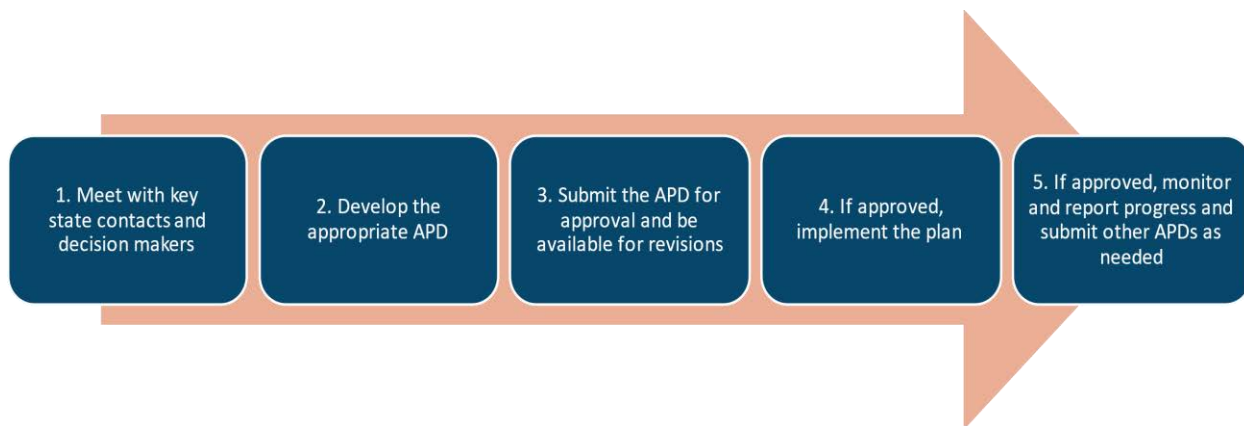 1. Meet with key
state contacts and
decision makers
2. Develop the
appropriate APD
3. Submit the APD for
approval and be
available for revisions
4. If approved,
implement the plan
5. If approved, monitor
and report progress and
submit other APDs as
needed